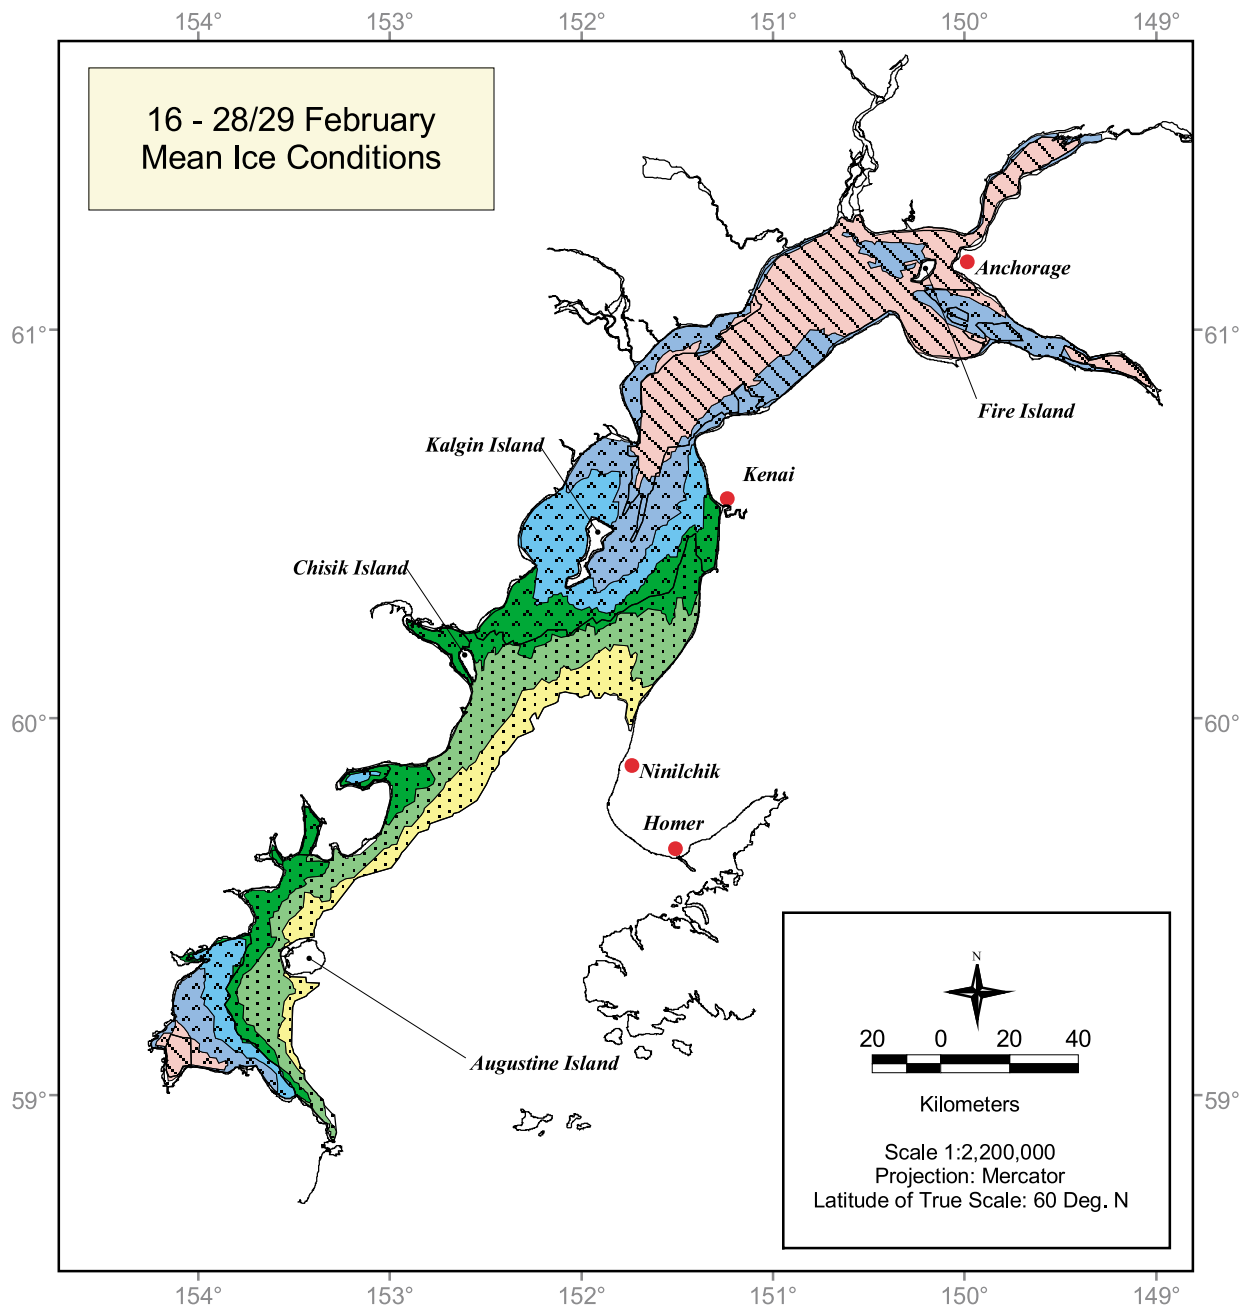 154° 153° 152° 151° 150° 149°
16 - 28/29 February
Mean Ice Conditions
Anchorage
61° 61°
Fire Island
Kalgin Island
Kenai
Chisik Island
60° 60°
Ninilchik
Homer
N
20 0 20 40
Kilometers
Augustine Island
59° 59°
Scale 1:2,200,000
Projection: Mercator
Latitude of True Scale: 60 Deg. N
154° 153° 152° 151° 150° 149°